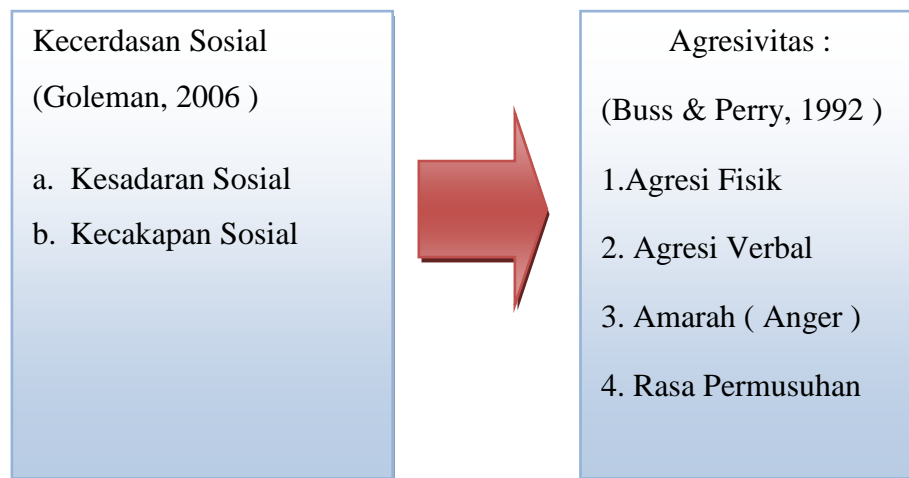 Kecerdasan Sosial
(Goleman, 2006 )
a. Kesadaran Sosial
b. Kecakapan Sosial
Agresivitas :
(Buss & Perry, 1992 )
1.Agresi Fisik
2. Agresi Verbal
3. Amarah ( Anger )
4. Rasa Permusuhan